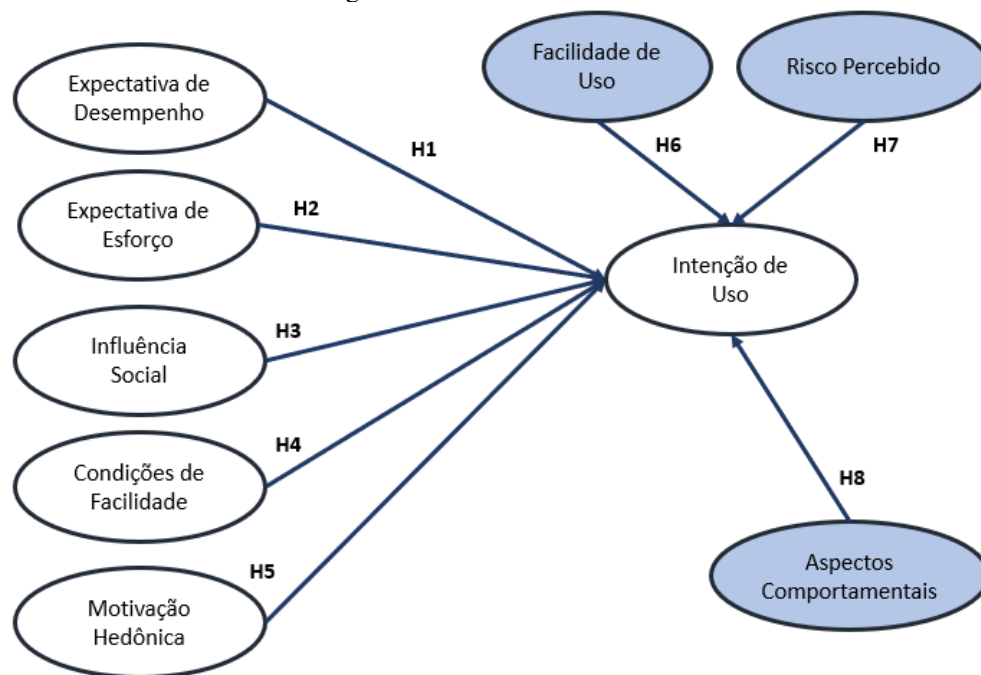 Expectativa de
Desempenho
H1
Expectativa de
Esforço
H2
Influência
Social
H3
Condições de
Facilidade
H4
Motivação
Hedônica
H5
Facilidade de
Uso
H6
Risco Percebido
H7
Intenção de
Uso
H8
Aspectos
Comportamentais